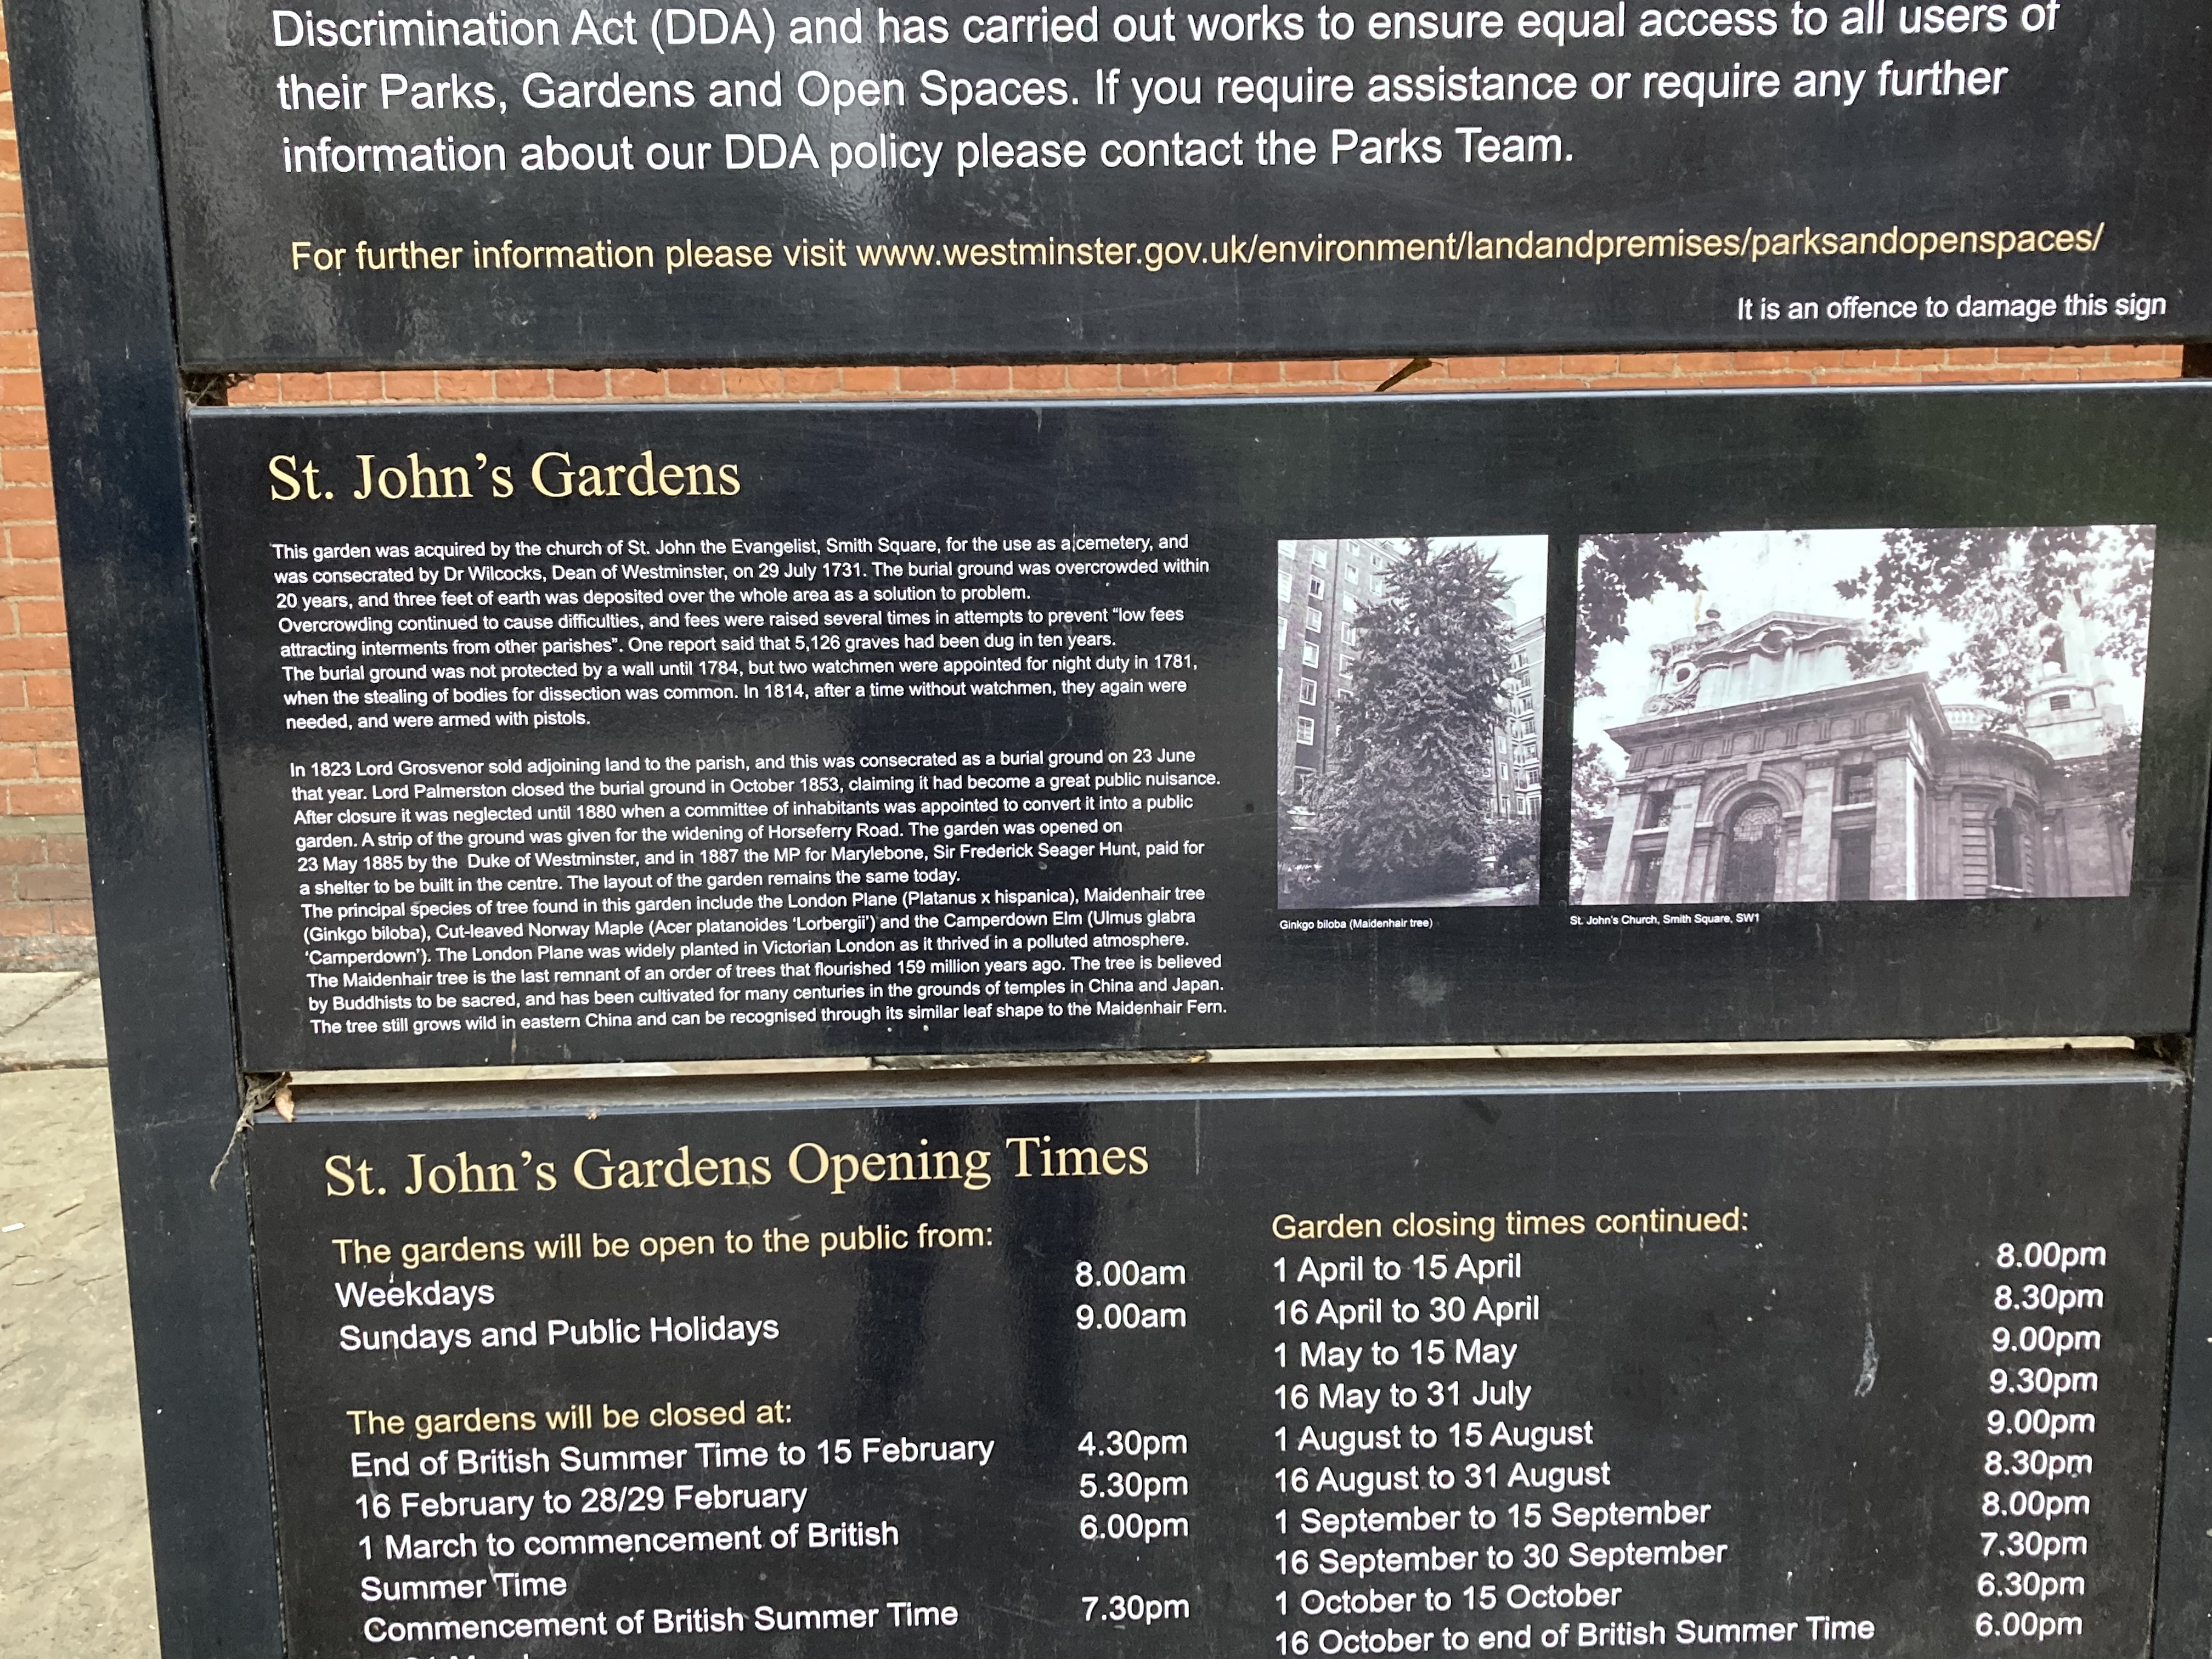 Discrimination Act (DDA) and has carried out works to ensure equal access to all users of
their Parks, Gardens and Open Spaces. If you require assistance or require any further
information about our DDA policy please contact the Parks Team.
For further information please visit www.westminster.gov.uk/environment/landandpremises/parksandopenspaces/
It is an offence to damage this sign
St. John's Gardens
This garden was acquired by the church of St. John the Evangelist, Smith Square, for the use as a cemetery, and
was consecrated by Dr Wilcocks, Dean of Westminster, on 29 July 1731. The burial ground was overcrowded within
20 years, and three feet of earth was deposited over the whole area as a solution to problem.
Overcrowding continued to cause difficulties, and fees were raised several times in attempts to prevent "low fees
attracting interments from other parishes". One report said that 5,126 graves had been dug in ten years.
The burial ground was not protected by a wall until 1784, but two watchmen were appointed for night duty in 1781,
when the stealing of bodies for dissection was common. In 1814, after a time without watchmen, they again were
needed, and were armed with pistols.
In 1823 Lord Grosvenor sold adjoining land to the parish, and this was consecrated as a burial ground on 23 June
that year. Lord Palmerston closed the burial ground in October 1853, claiming it had become a great public nuisance.
After closure it was neglected until 1880 when a committee of inhabitants was appointed to convert it into a public
garden. A strip of the ground was given for the widening of Horseferry Road. The garden was opened on
23 May 1885 by the Duke of Westminster, and in 1887 the MP for Marylebone, Sir Frederick Seager Hunt, paid for
a shelter to be built in the centre. The layout of the garden remains the same today.
The principal species of tree found in this garden include the London Plane (Platanus x hispanica), Maidenhair tree
(Ginkgo biloba), Cut-leaved Norway Maple (Acer platanoides 'Lorbergii') and the Camperdown Elm (Ulmus glabra
'Camperdown'). The London Plane was widely planted in Victorian London as it thrived in a polluted atmosphere.
The Maidenhair tree is the last remnant of an order of trees that flourished 159 million years ago. The tree is believed
by Buddhists to be sacred, and has been cultivated for many centuries in the grounds of temples in China and Japan.
The tree still grows wild in eastern China and can be recognised through its similar leaf shape to the Maidenhair Fern.
Ginkgo biloba (Maidenhair tree)
St. John's Church, Smith Square, SW1
St. John's Gardens Opening Times
The gardens will be open to the public from:
Weekdays 8.00am
Sundays and Public Holidays 9.00am
The gardens will be closed at:
End of British Summer Time to 15 February 4.30pm
16 February to 28/29 February 5.30pm
1 March to commencement of British 6.00pm
Summer Time
Commencement of British Summer Time 7.30pm
Garden closing times continued:
1 April to 15 April 8.00pm
16 April to 30 April 8.30pm
1 May to 15 May 9.00pm
16 May to 31 July 9.30pm
1 August to 15 August 9.00pm
16 August to 31 August 8.30pm
1 September to 15 September 8.00pm
16 September to 30 September 7.30pm
1 October to 15 October 6.30pm
16 October to end of British Summer Time 6.00pm